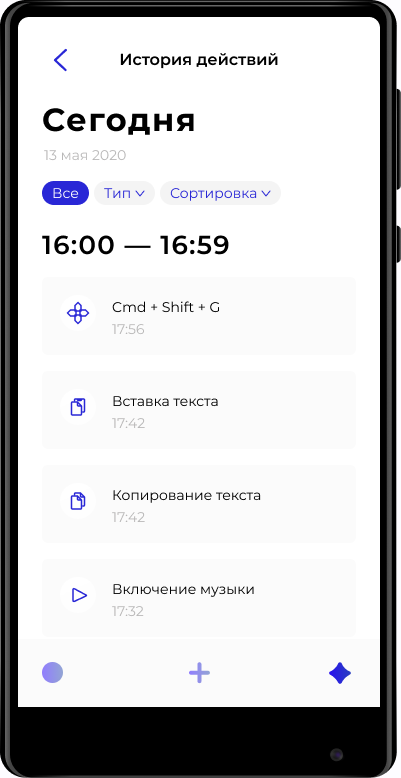 История действий
Сегодня
13 мая 2020
Все Тип Сортировка
16:00 — 16:59
Cmd + Shift + G
17:56
Вставка текста
17:42
Копирование текста
17:42
Включение музыки
17:32